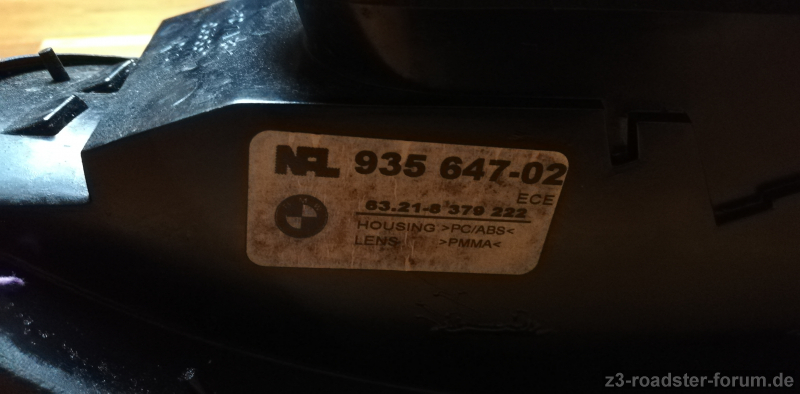 NAL 935 647-02
ECE
63.21-8 379 222
HOUSING >PC/ABS<
LENS >PMMA<
z3-roadster-forum.de